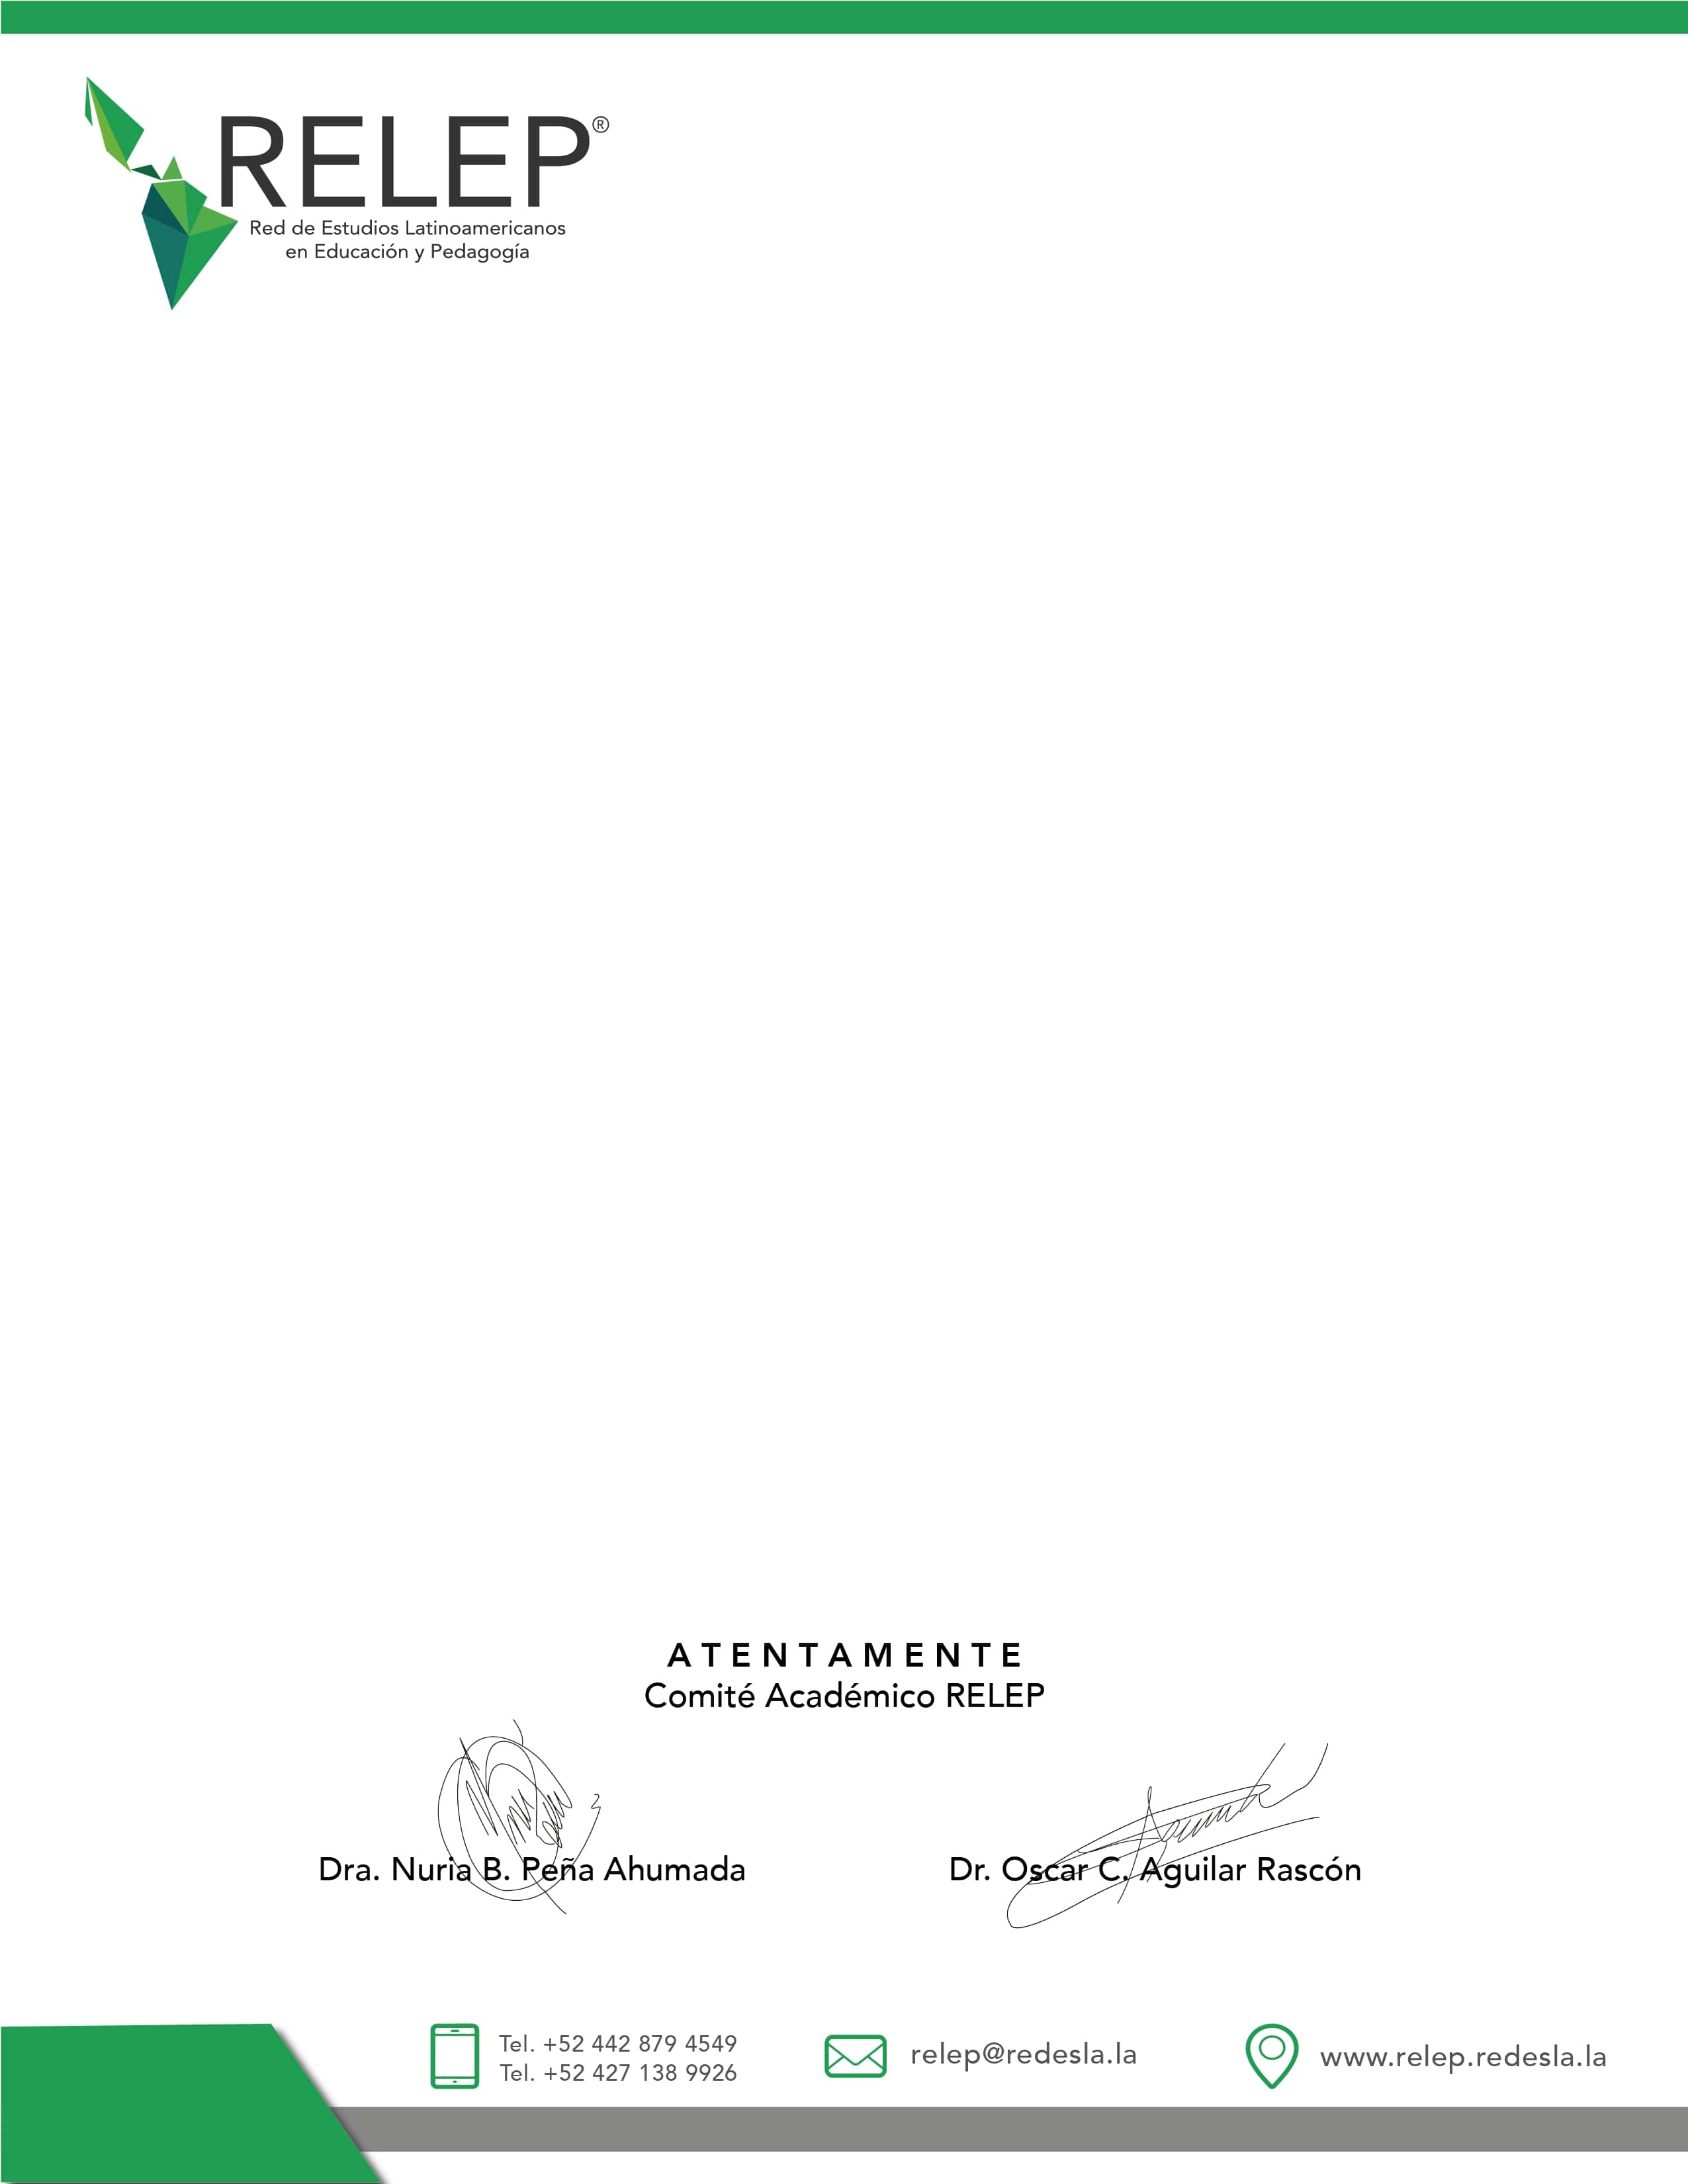 RELEP®
Red de Estudios Latinoamericanos
en Educación y Pedagogía
ATENTAMENTE
Comité Académico RELEP
Dra. Nuria B. Peña Ahumada
Dr. Oscar C. Aguilar Rascón
Tel. +52 442 879 4549
Tel. +52 427 138 9926
relep@redesla.la
www.relep.redesla.la